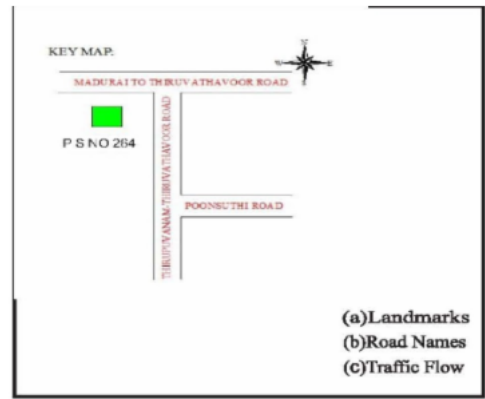 KEY MAP:
MADURAI TO THIRUVATHAVOOR ROAD
P S NO 264
THIRUPUVANAM-THIRUVATHAVOOR ROAD
POONSUTHI ROAD
(a)Landmarks
(b)Road Names
(c)Traffic Flow